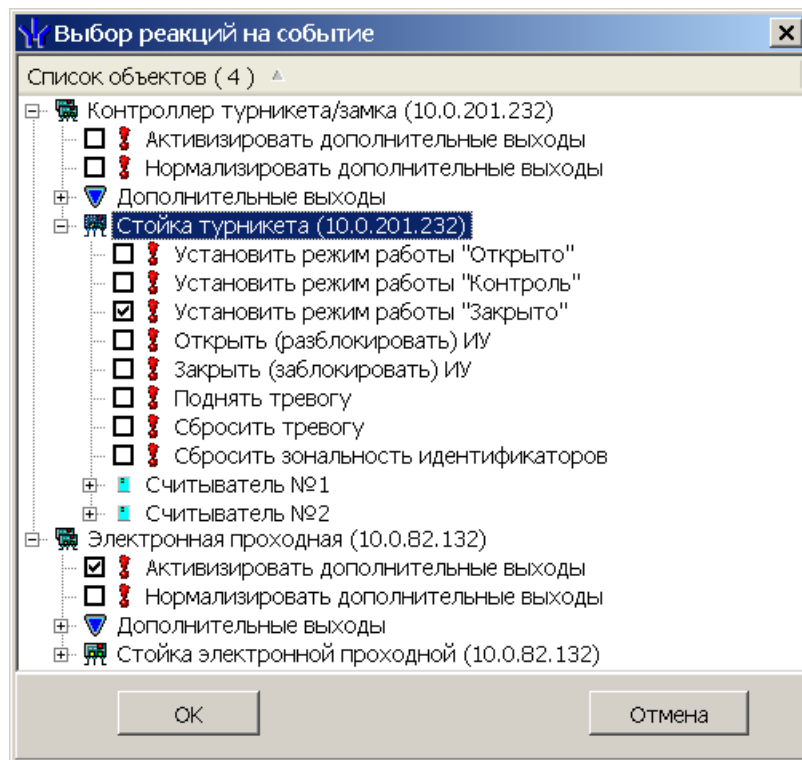 Выбор реакций на событие
Список объектов ( 4 )
Контроллер турникета/замка (10.0.201.232)
Активизировать дополнительные выходы
Нормализировать дополнительные выходы
Дополнительные выходы
Стойка турникета (10.0.201.232)
Установить режим работы "Открыто"
Установить режим работы "Контроль"
Установить режим работы "Закрыто"
Открыть (разблокировать) ИУ
Закрыть (заблокировать) ИУ
Поднять тревогу
Сбросить тревогу
Сбросить зональность идентификаторов
Считыватель №1
Считыватель №2
Электронная проходная (10.0.82.132)
Активизировать дополнительные выходы
Нормализировать дополнительные выходы
Дополнительные выходы
Стойка электронной проходной (10.0.82.132)
OK Отмена